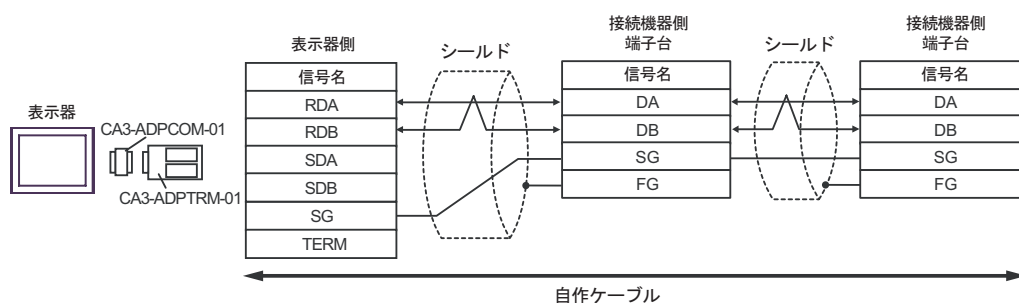 表示器
CA3-ADPCOM-01
CA3-ADPTRM-01
表示器側
信号名
RDA
RDB
SDA
SDB
SG
TERM
シールド
接続機器側
端子台
信号名
DA
DB
SG
FG
シールド
接続機器側
端子台
信号名
DA
DB
SG
FG
自作ケーブル